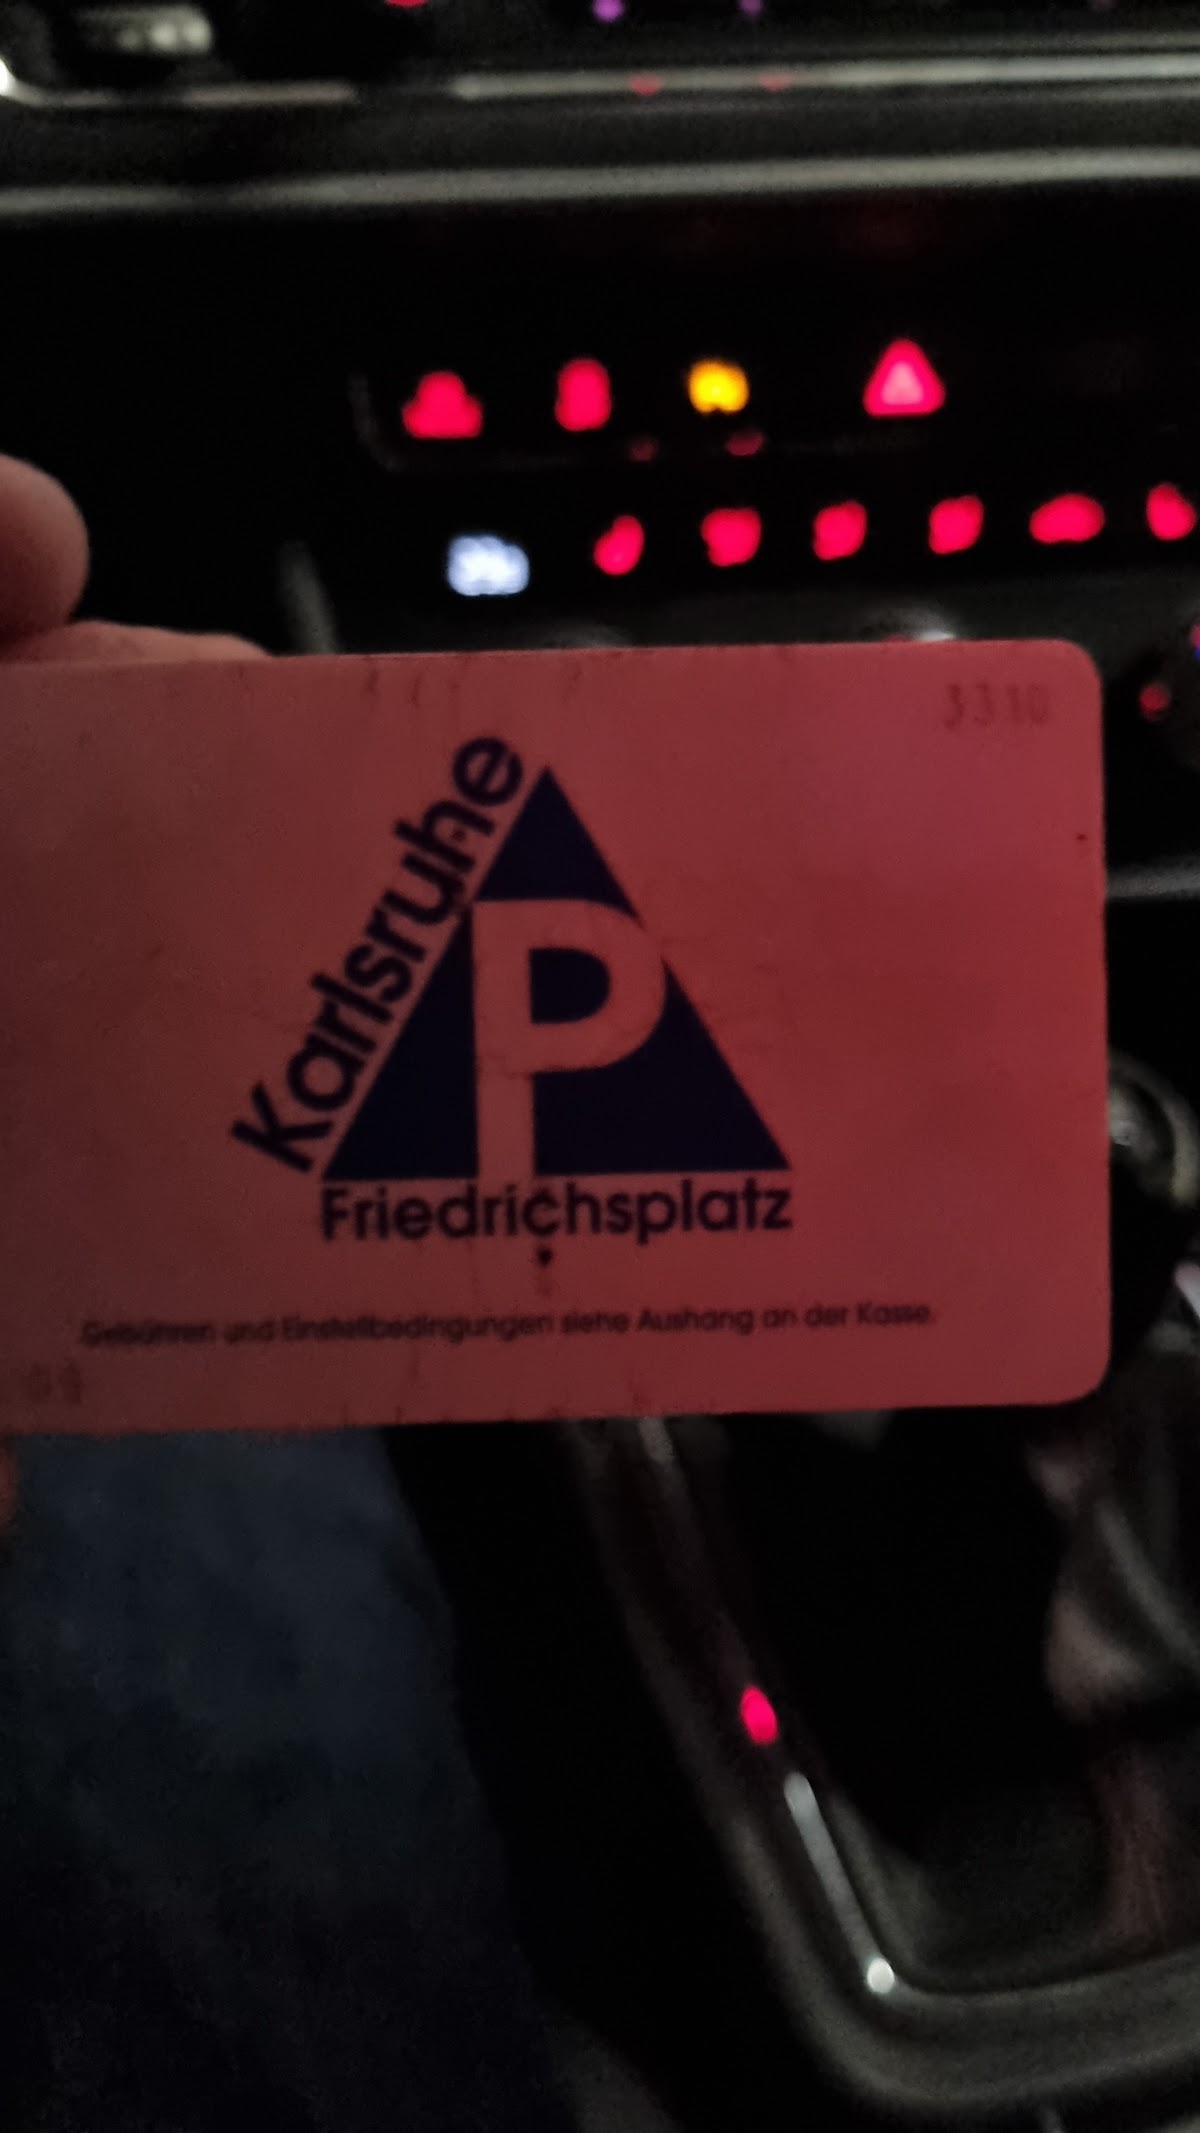 3310
Karlsruhe
P
Friedrichsplatz
Gebühren und Einstellbedingungen siehe Aushang an der Kasse.